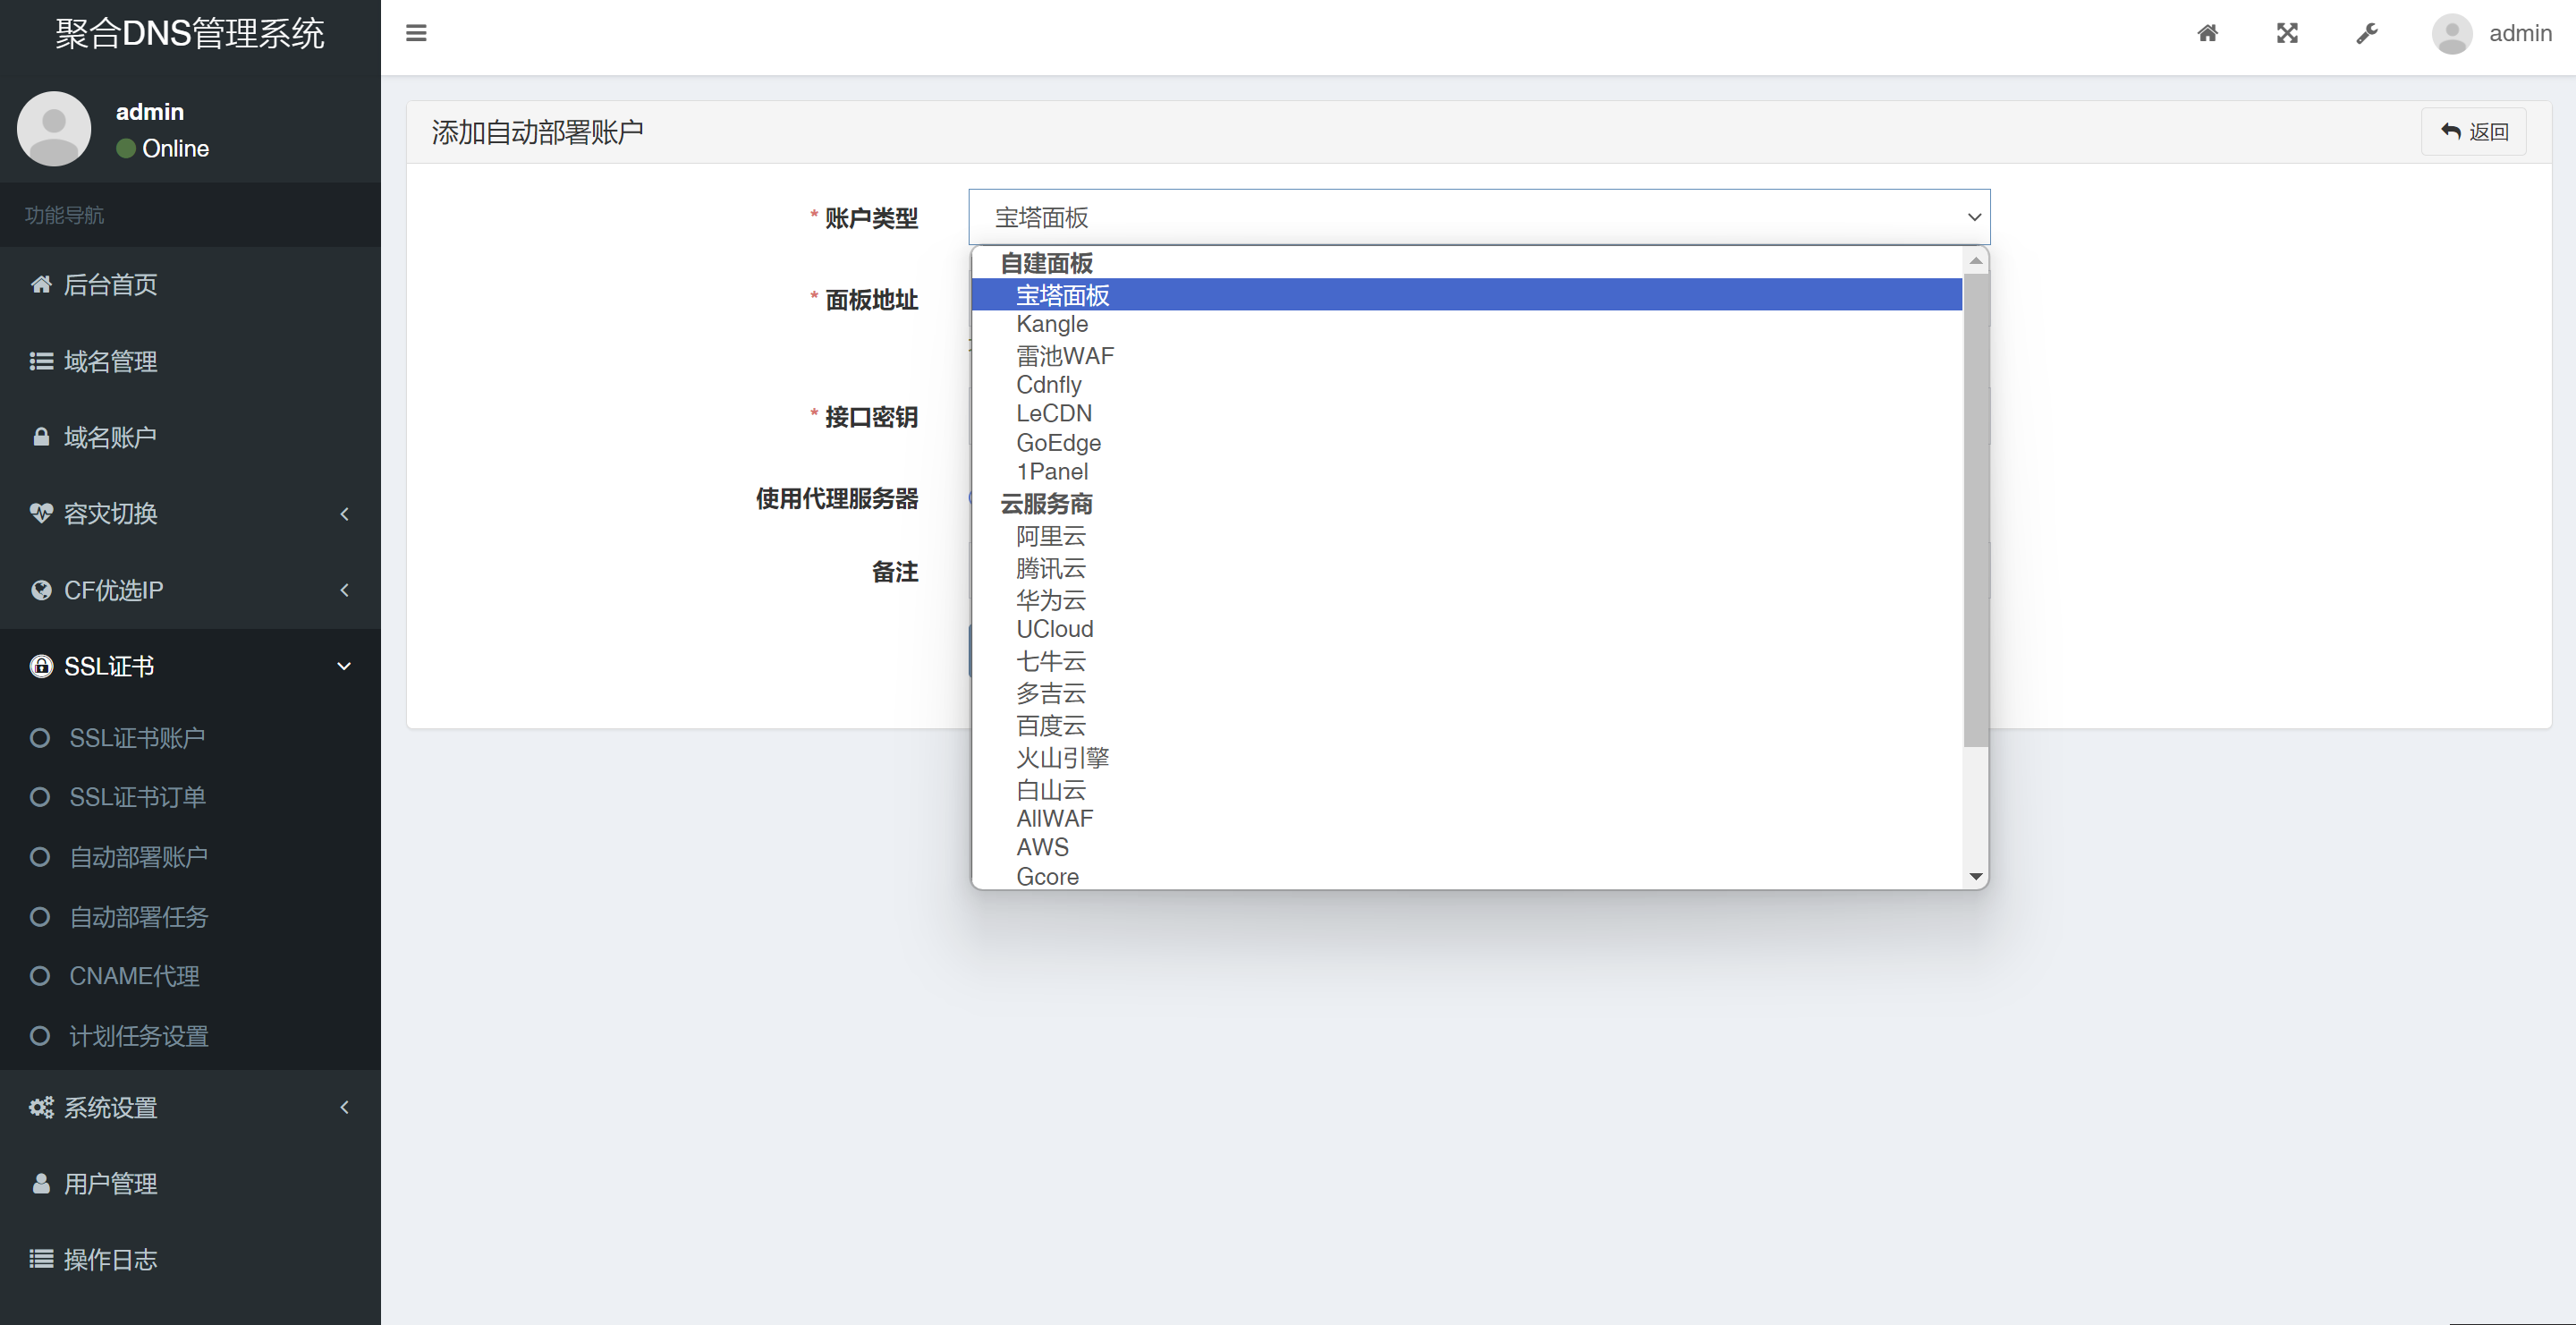 聚合DNS管理系统
admin
admin
Online
功能导航
后台首页
域名管理
域名账户
容灾切换
CF优选IP
SSL证书
SSL证书账户
SSL证书订单
自动部署账户
自动部署任务
CNAME代理
计划任务设置
系统设置
用户管理
操作日志
添加自动部署账户
返回
* 账户类型
宝塔面板
* 面板地址
* 接口密钥
使用代理服务器
备注
自建面板
宝塔面板
Kangle
雷池WAF
Cdnfly
LeCDN
GoEdge
1Panel
云服务商
阿里云
腾讯云
华为云
UCloud
七牛云
多吉云
百度云
火山引擎
白山云
AllWAF
AWS
Gcore